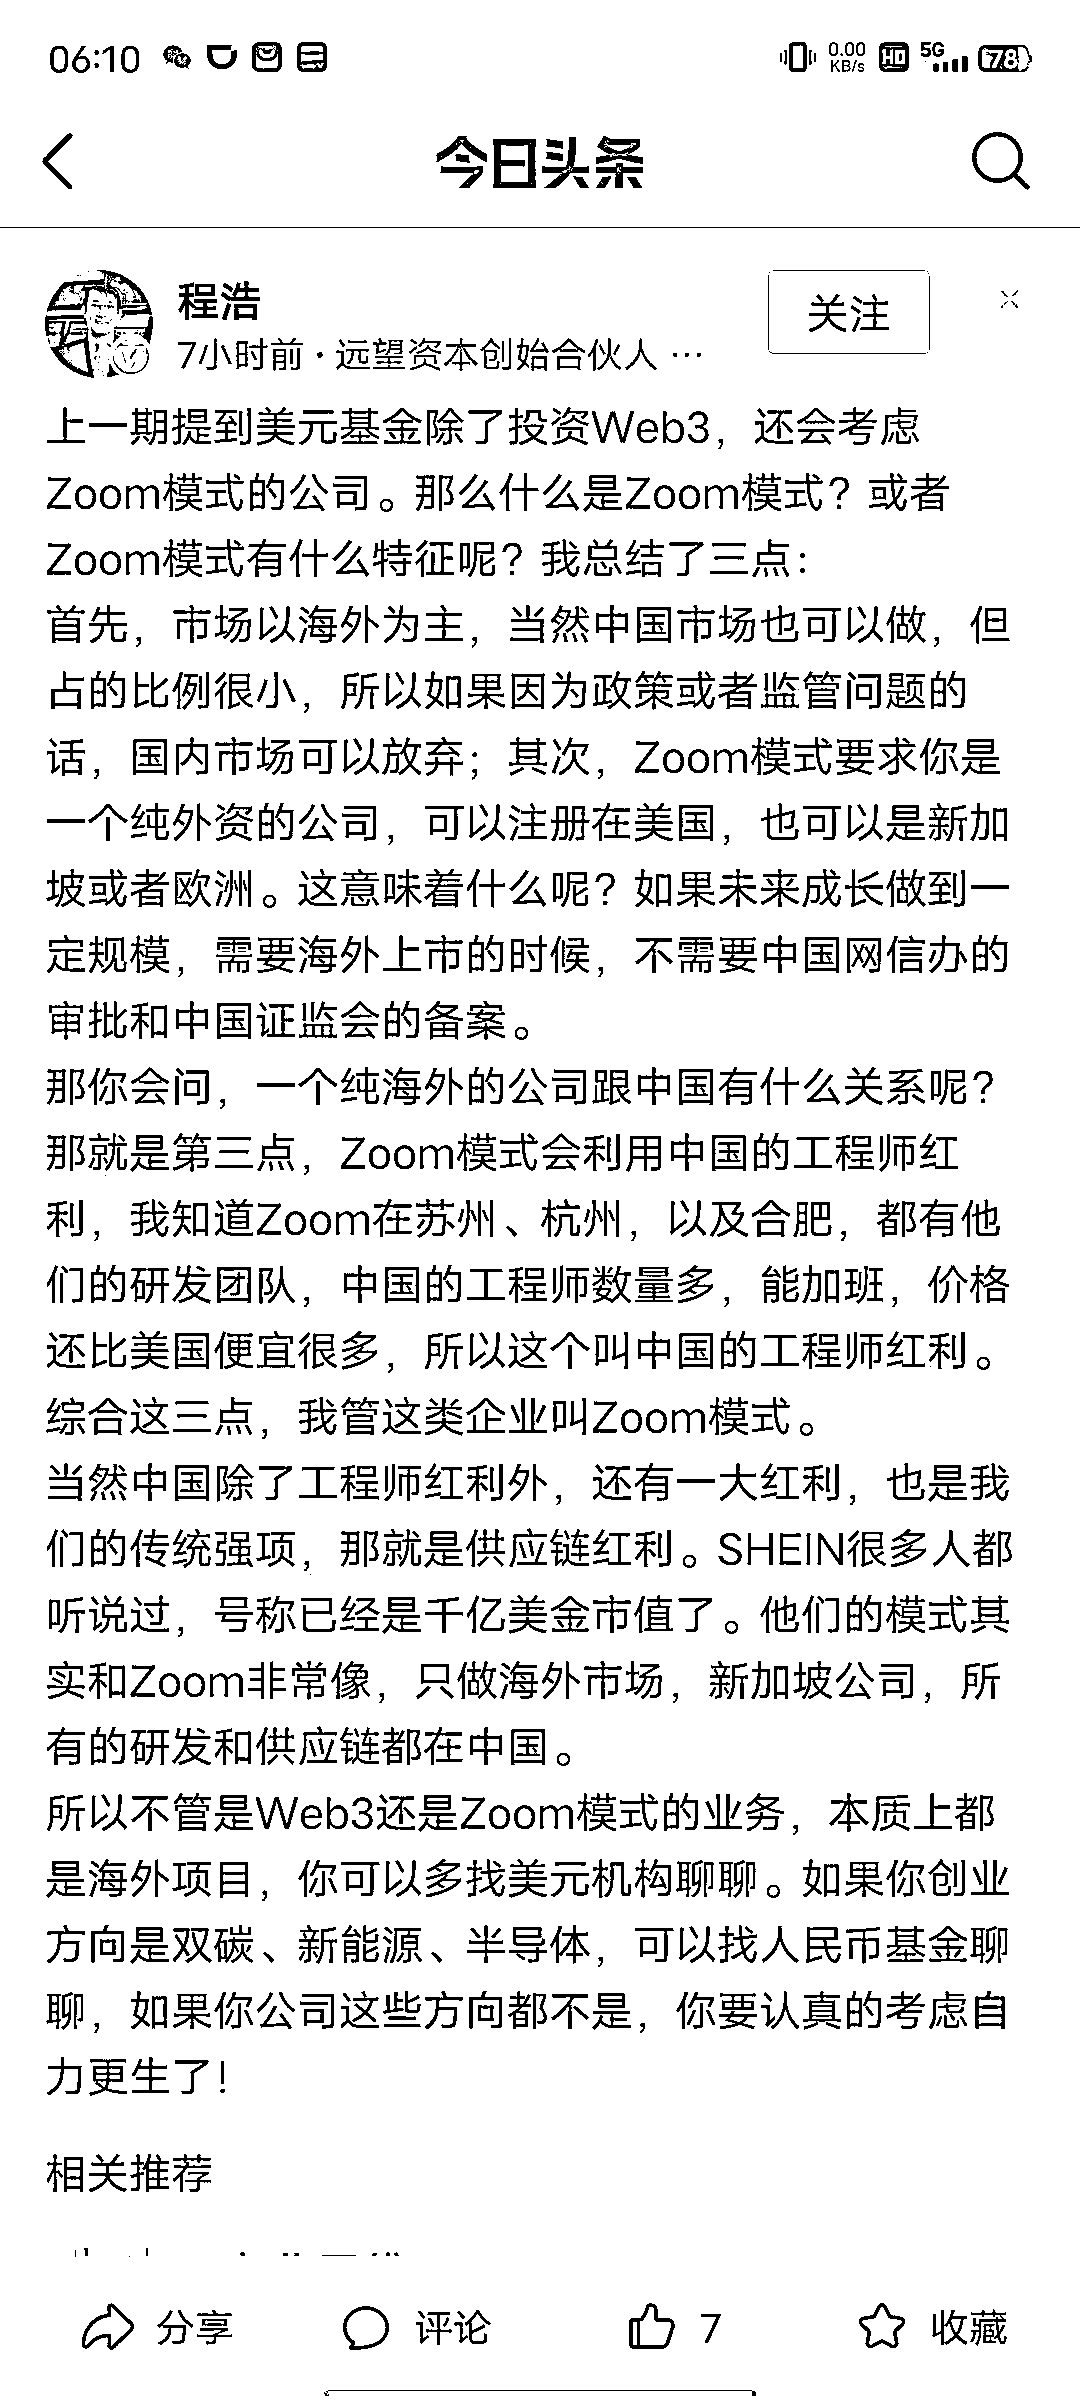 06:10
0.00
KB/s
HD
5G
78
今日头条
程浩
关注
7小时前·远望资本创始合伙人 …
上一期提到美元基金除了投资Web3，还会考虑
Zoom模式的公司。那么什么是Zoom模式？或者
Zoom模式有什么特征呢？我总结了三点：
首先，市场以海外为主，当然中国市场也可以做，但
占的比例很小，所以如果因为政策或者监管问题的
话，国内市场可以放弃；其次，Zoom模式要求你是
一个纯外资的公司，可以注册在美国，也可以是新加
坡或者欧洲。这意味着什么呢？如果未来成长做到一
定规模，需要海外上市的时候，不需要中国网信办的
审批和中国证监会的备案。
那你会问，一个纯海外的公司跟中国有什么关系呢？
那就是第三点，Zoom模式会利用中国的工程师红
利，我知道Zoom在苏州、杭州，以及合肥，都有他
们的研发团队，中国的工程师数量多，能加班，价格
还比美国便宜很多，所以这个叫中国的工程师红利。
综合这三点，我管这类企业叫Zoom模式。
当然中国除了工程师红利外，还有一大红利，也是我
们的传统强项，那就是供应链红利。SHEIN很多人都
听说过，号称已经是千亿美金市值了。他们的模式其
实和Zoom非常像，只做海外市场，新加坡公司，所
有的研发和供应链都在中国。
所以不管是Web3还是Zoom模式的业务，本质上都
是海外项目，你可以多找美元机构聊聊。如果你创业
方向是双碳、新能源、半导体，可以找人民币基金聊
聊，如果你公司这些方向都不是，你要认真的考虑自
力更生了！
相关推荐
分享
评论
7
收藏